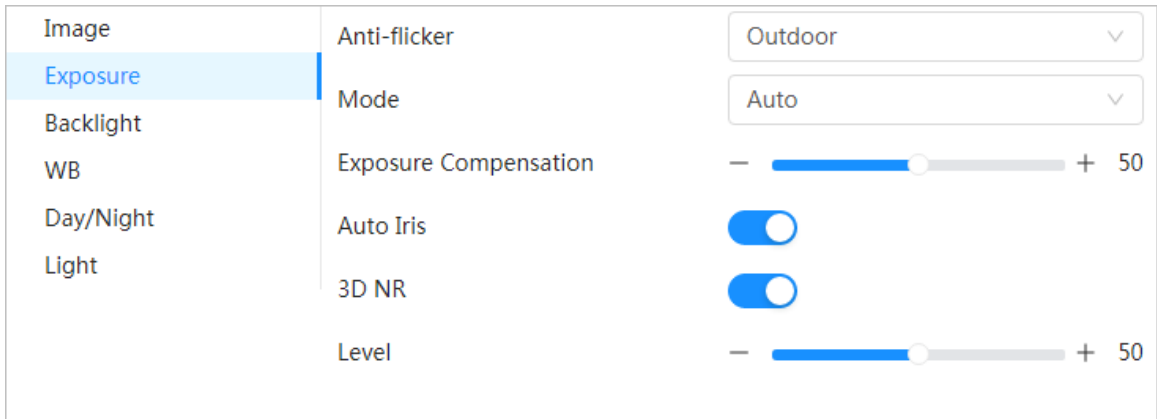 Image
Exposure
Backlight
WB
Day/Night
Light
Anti-flicker Outdoor
Mode Auto
Exposure Compensation − + 50
Auto Iris
3D NR
Level − + 50